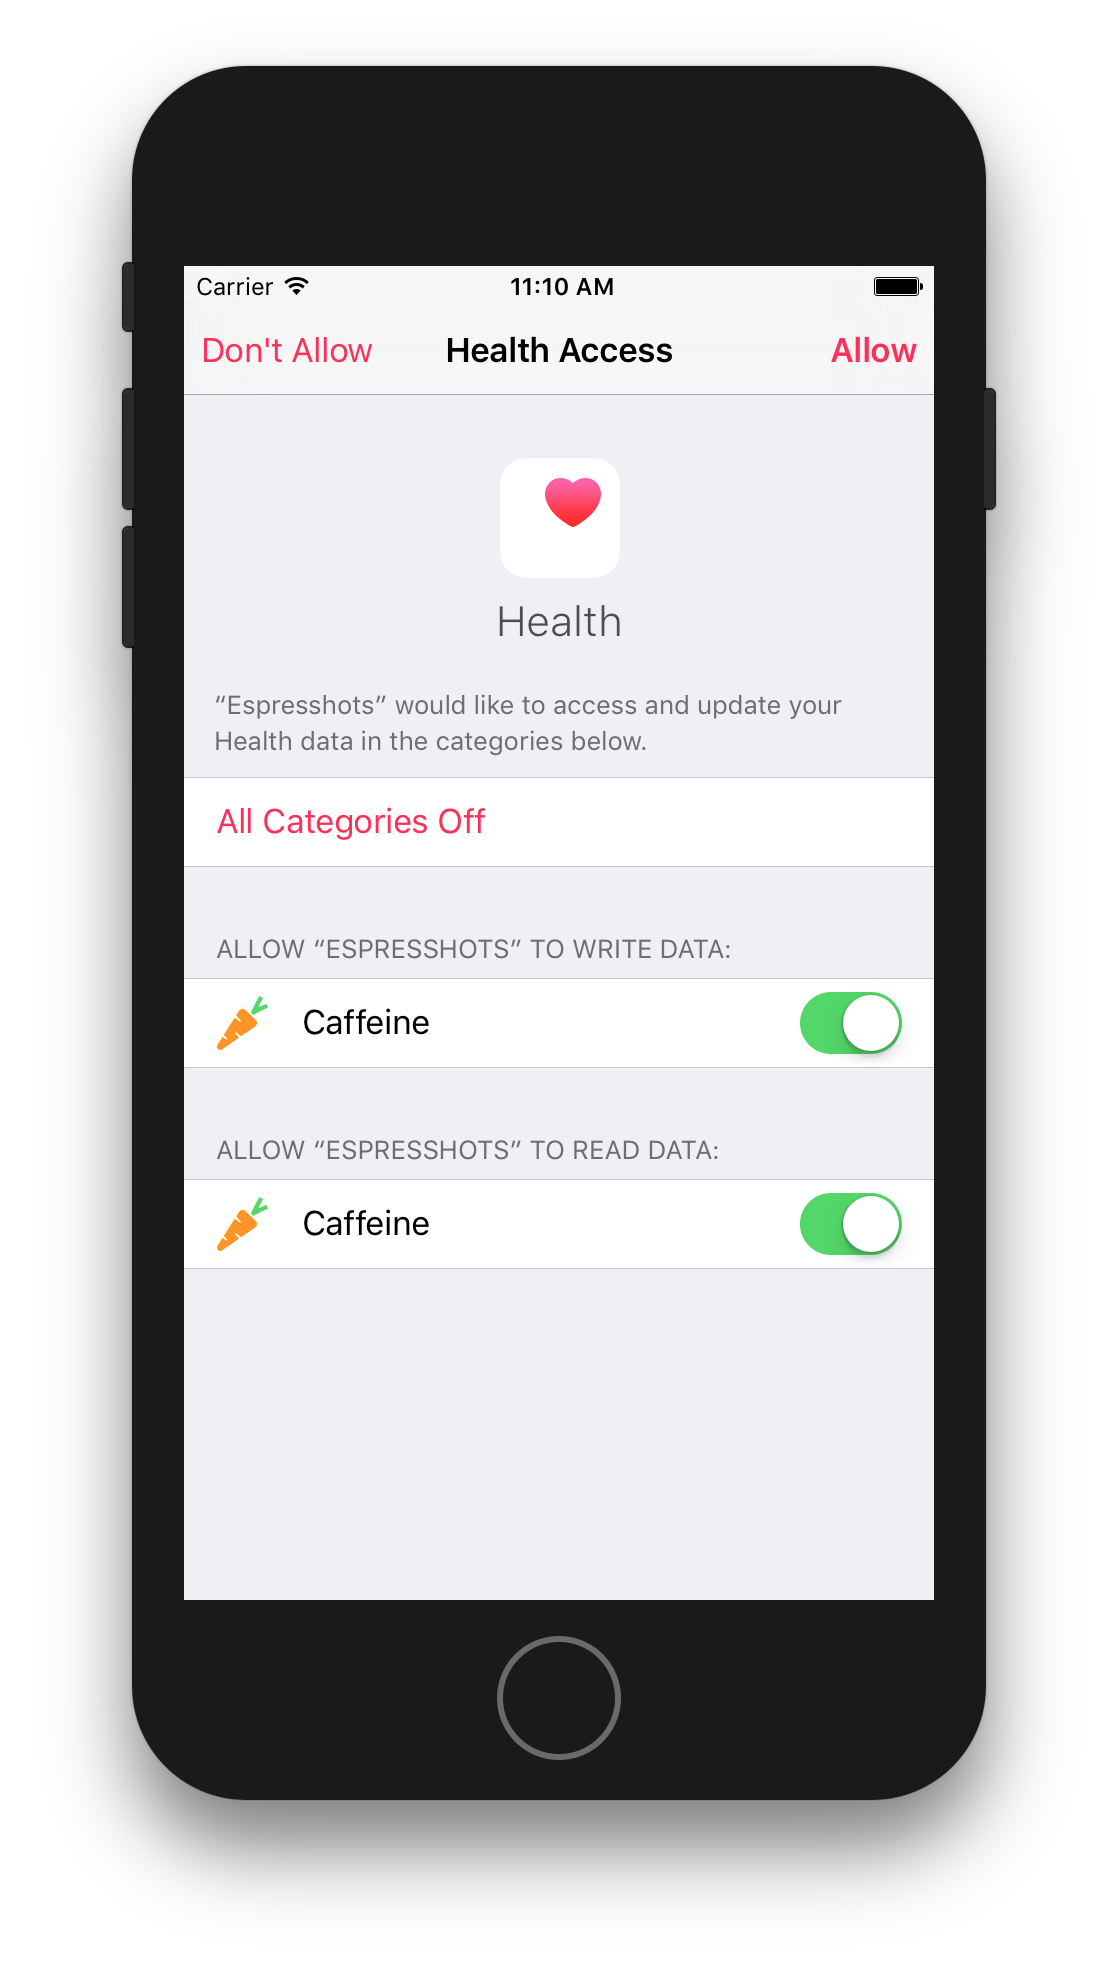 Carrier 11:10 AM
Don't Allow Health Access Allow
Health
“Espresshots” would like to access and update your
Health data in the categories below.
All Categories Off
ALLOW “ESPRESSHOTS” TO WRITE DATA:
Caffeine
ALLOW “ESPRESSHOTS” TO READ DATA:
Caffeine